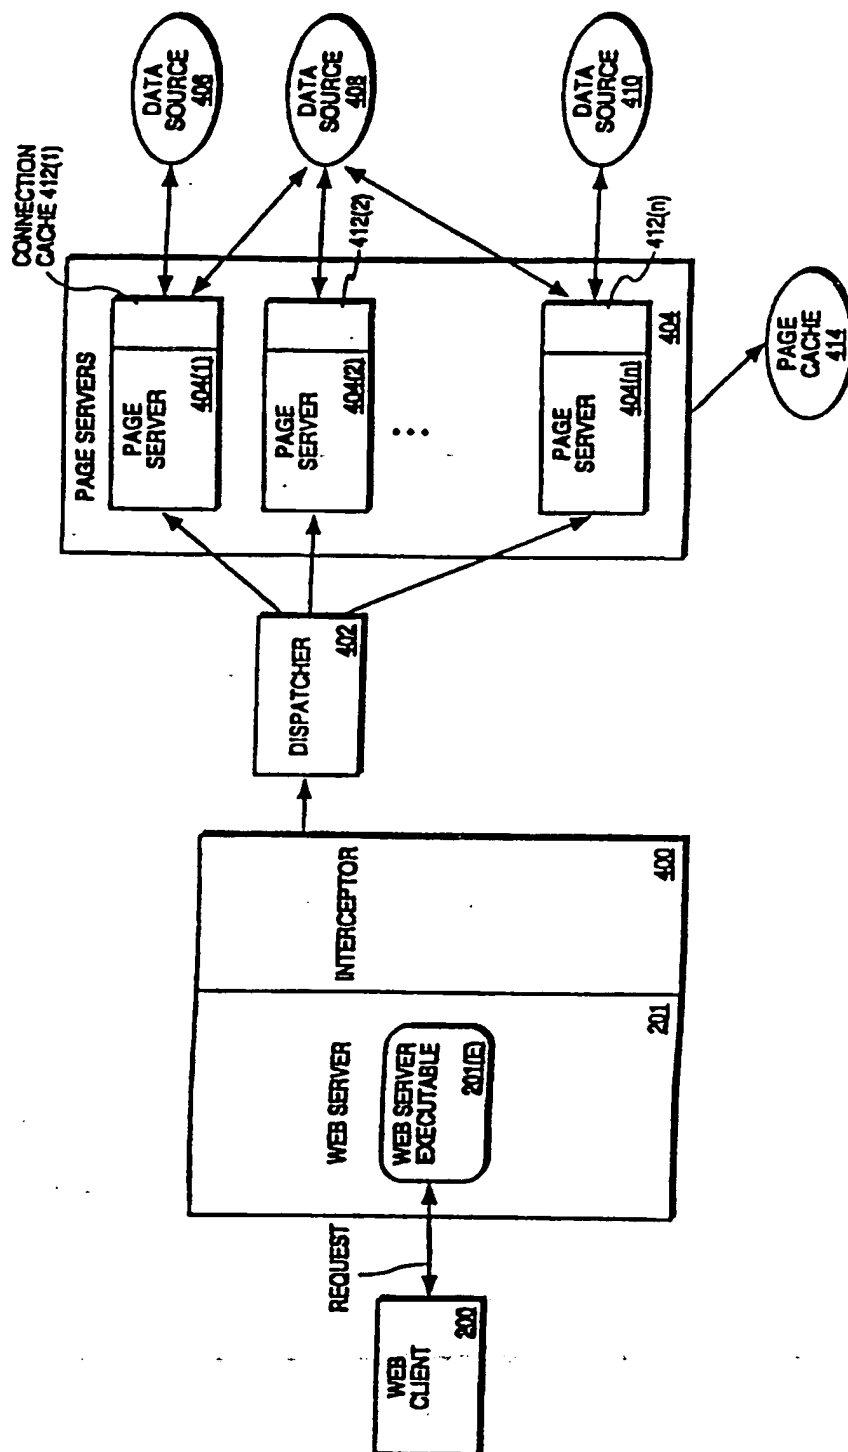 WEB
CLIENT
200
REQUEST
WEB SERVER
WEB SERVER
EXECUTABLE
201(E)
201
INTERCEPTOR
400
DISPATCHER
402
PAGE SERVERS
PAGE
SERVER
404(1)
PAGE
SERVER
404(2)
PAGE
SERVER
404(n)
404
CONNECTION
CACHE 412(1)
412(2)
412(n)
DATA
SOURCE
406
DATA
SOURCE
408
DATA
SOURCE
410
PAGE
CACHE
414